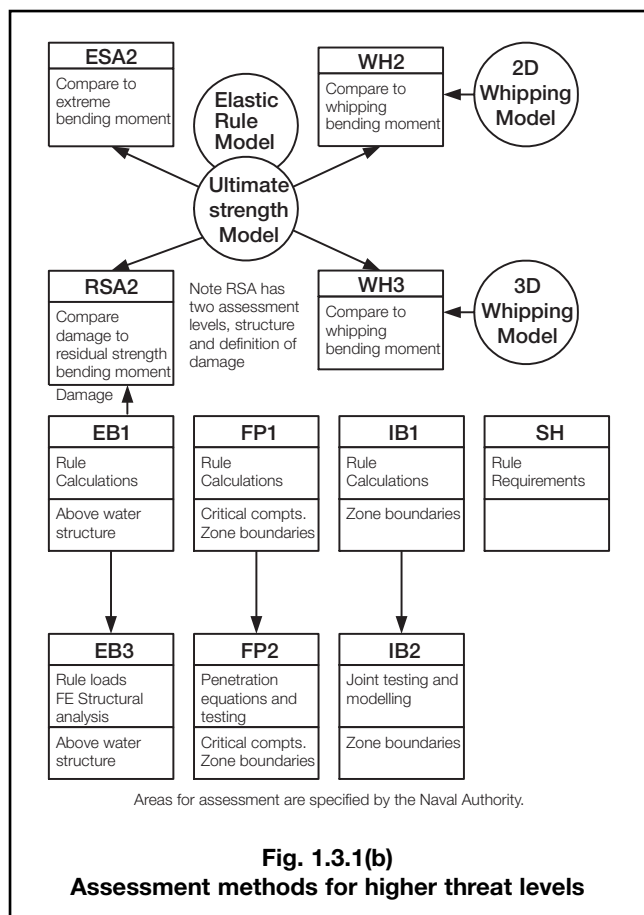 ESA2
Compare to
extreme
bending moment
Elastic
Rule
Model
WH2
Compare to
whipping
bending moment
2D
Whipping
Model
Ultimate
strength
Model
RSA2
Compare
damage to
residual strength
bending moment
Note RSA has
two assessment
levels, structure
and definition of
damage
WH3
Compare to
whipping
bending moment
3D
Whipping
Model
Damage
EB1
Rule
Calculations
Above water
structure
FP1
Rule
Calculations
Critical compts.
Zone boundaries
IB1
Rule
Calculations
Zone boundaries
SH
Rule
Requirements
EB3
Rule loads
FE Structural
analysis
Above water
structure
FP2
Penetration
equations and
testing
Critical compts.
Zone boundaries
IB2
Joint testing and
modelling
Zone boundaries
Areas for assessment are specified by the Naval Authority.
Fig. 1.3.1(b)
Assessment methods for higher threat levels